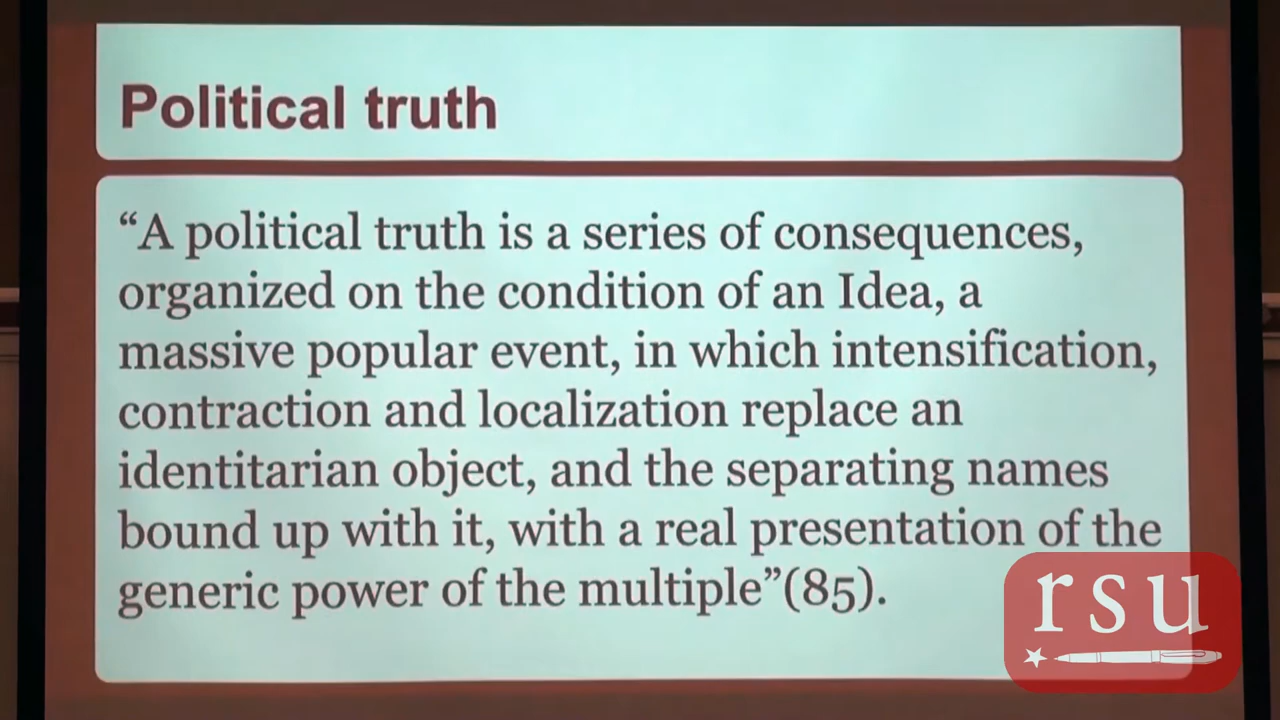 Political truth
“A political truth is a series of consequences,
organized on the condition of an Idea, a
massive popular event, in which intensification,
contraction and localization replace an
identitarian object, and the separating names
bound up with it, with a real presentation of the
generic power of the multiple”(85).
rsu